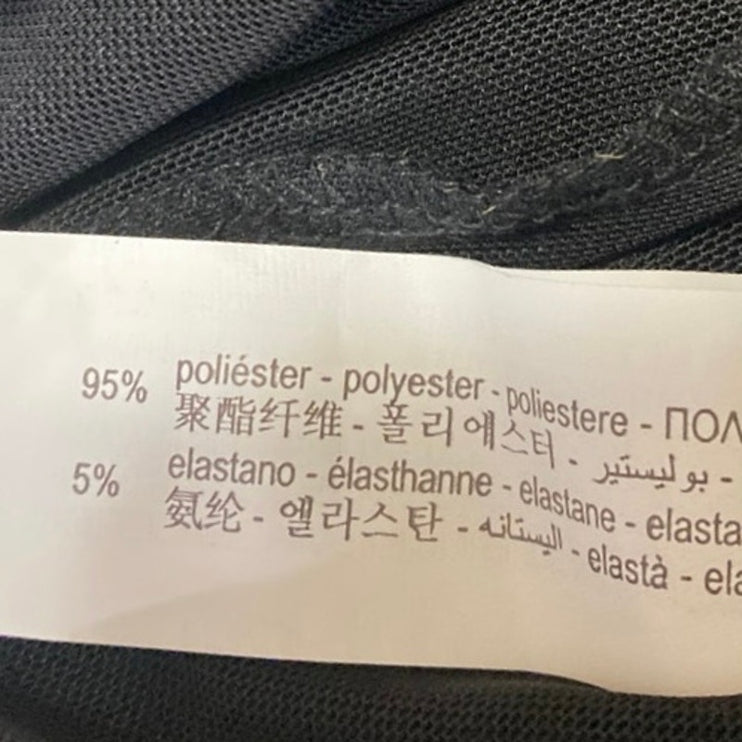 95% poliéster - polyester - poliestere - ПОЛ
聚酯纤维 - 폴리에스터 - بوليستير -
5% elastano - élasthanne - elastane - elasta
氨纶 - 엘라스탄 - اليستانه - elastà - ela